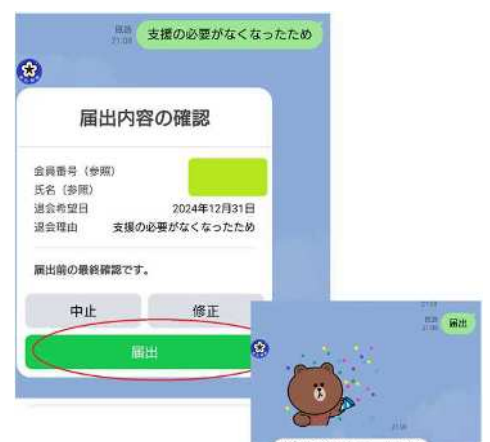 既読
21:08
支援の必要がなくなったため
届出内容の確認
会員番号（参照）
氏名（参照）
退会希望日 2024年12月31日
退会理由 支援の必要がなくなったため
届出前の最終確認です。
中止 修正
届出
既読
届出